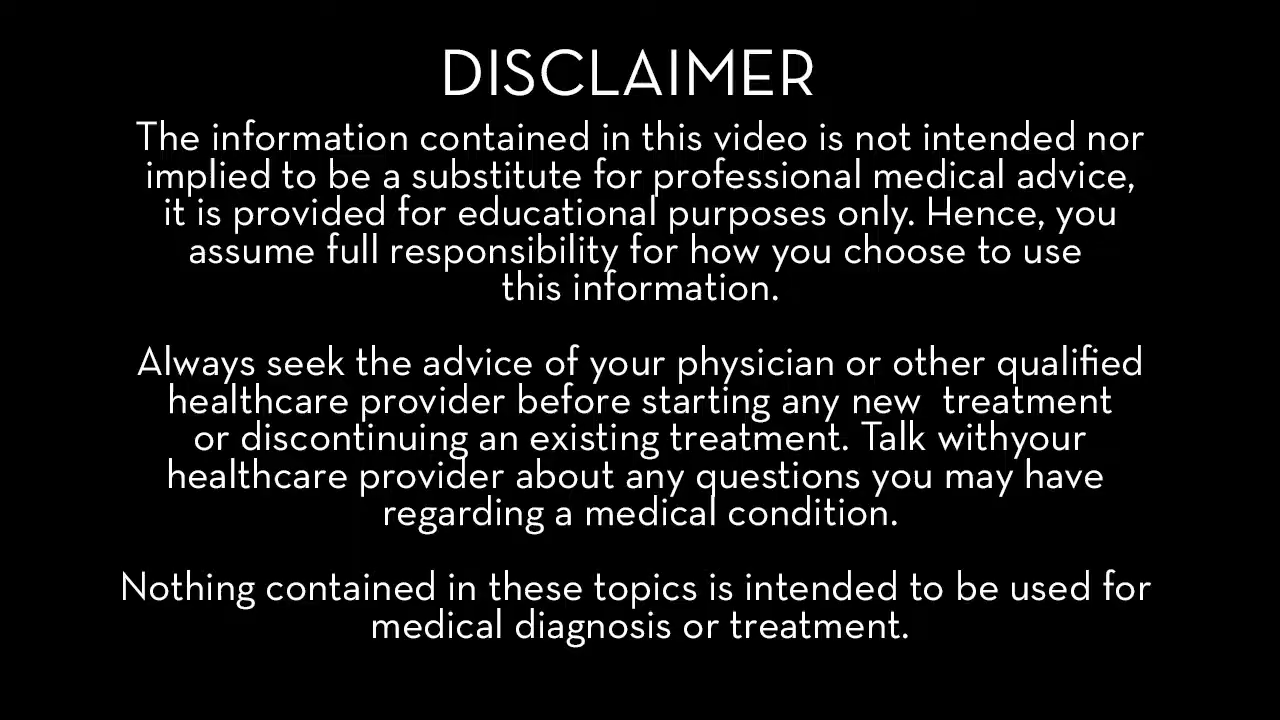 DISCLAIMER
The information contained in this video is not intended nor
implied to be a substitute for professional medical advice,
it is provided for educational purposes only. Hence, you
assume full responsibility for how you choose to use
this information.
Always seek the advice of your physician or other qualified
healthcare provider before starting any new  treatment
or discontinuing an existing treatment. Talk withyour
healthcare provider about any questions you may have
regarding a medical condition.
Nothing contained in these topics is intended to be used for
medical diagnosis or treatment.